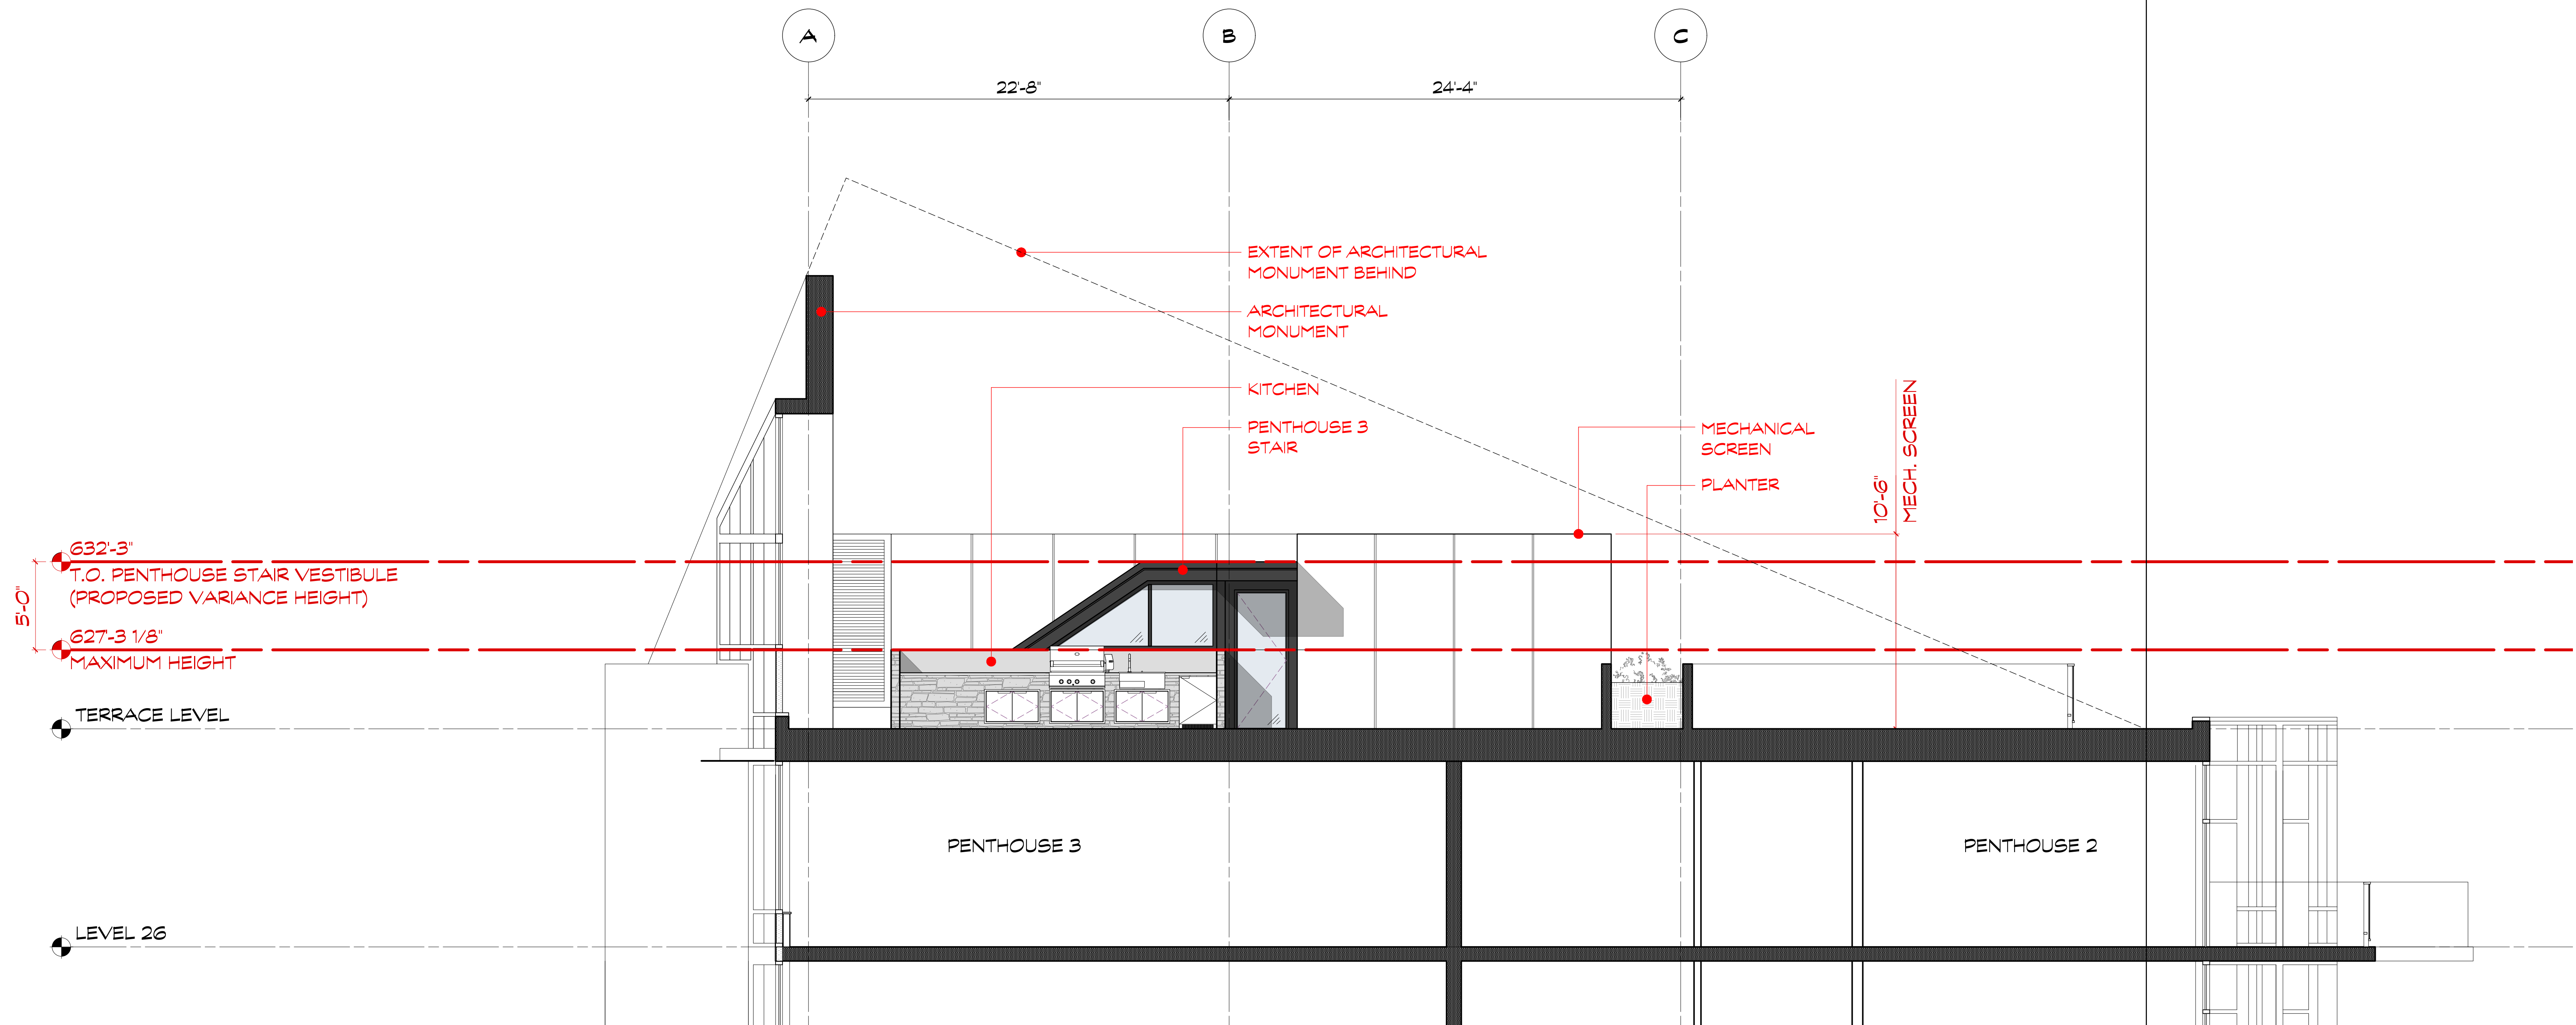 A
B
C
22'-8"
24'-4"
EXTENT OF ARCHITECTURAL
MONUMENT BEHIND
ARCHITECTURAL
MONUMENT
KITCHEN
PENTHOUSE 3
STAIR
MECHANICAL
SCREEN
PLANTER
10'-6"
MECH. SCREEN
632'-3"
T.O. PENTHOUSE STAIR VESTIBULE
(PROPOSED VARIANCE HEIGHT)
5'-0"
627'-3 1/8"
MAXIMUM HEIGHT
TERRACE LEVEL
PENTHOUSE 3
PENTHOUSE 2
LEVEL 26